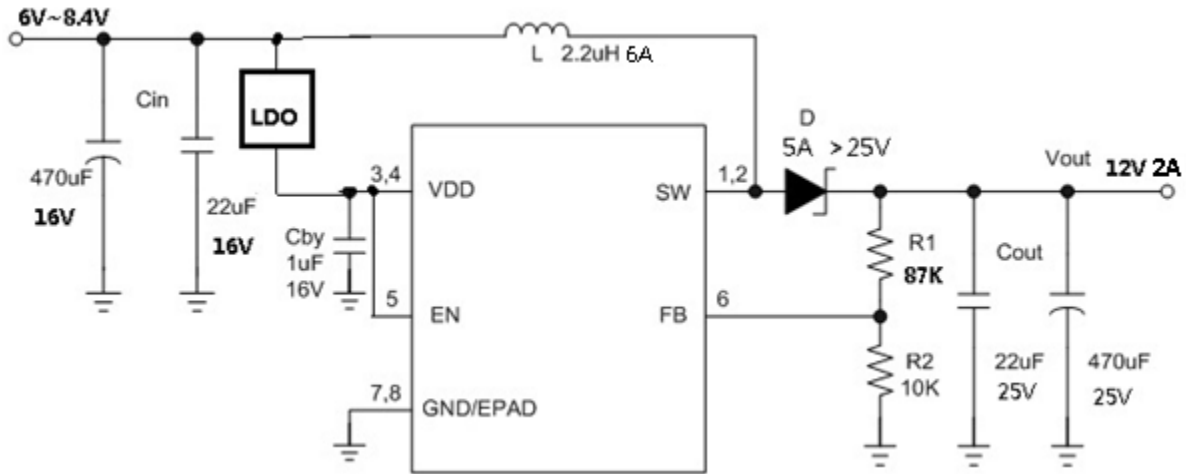 6V~8.4V
L 2.2uH 6A
Cin
LDO
D
5A >25V
Vout
12V 2A
470uF
16V
22uF
16V
3,4
VDD
SW
1,2
Cby
1uF
16V
R1
87K
Cout
5
EN
FB
6
R2
10K
22uF
25V
470uF
25V
7,8
GND/EPAD